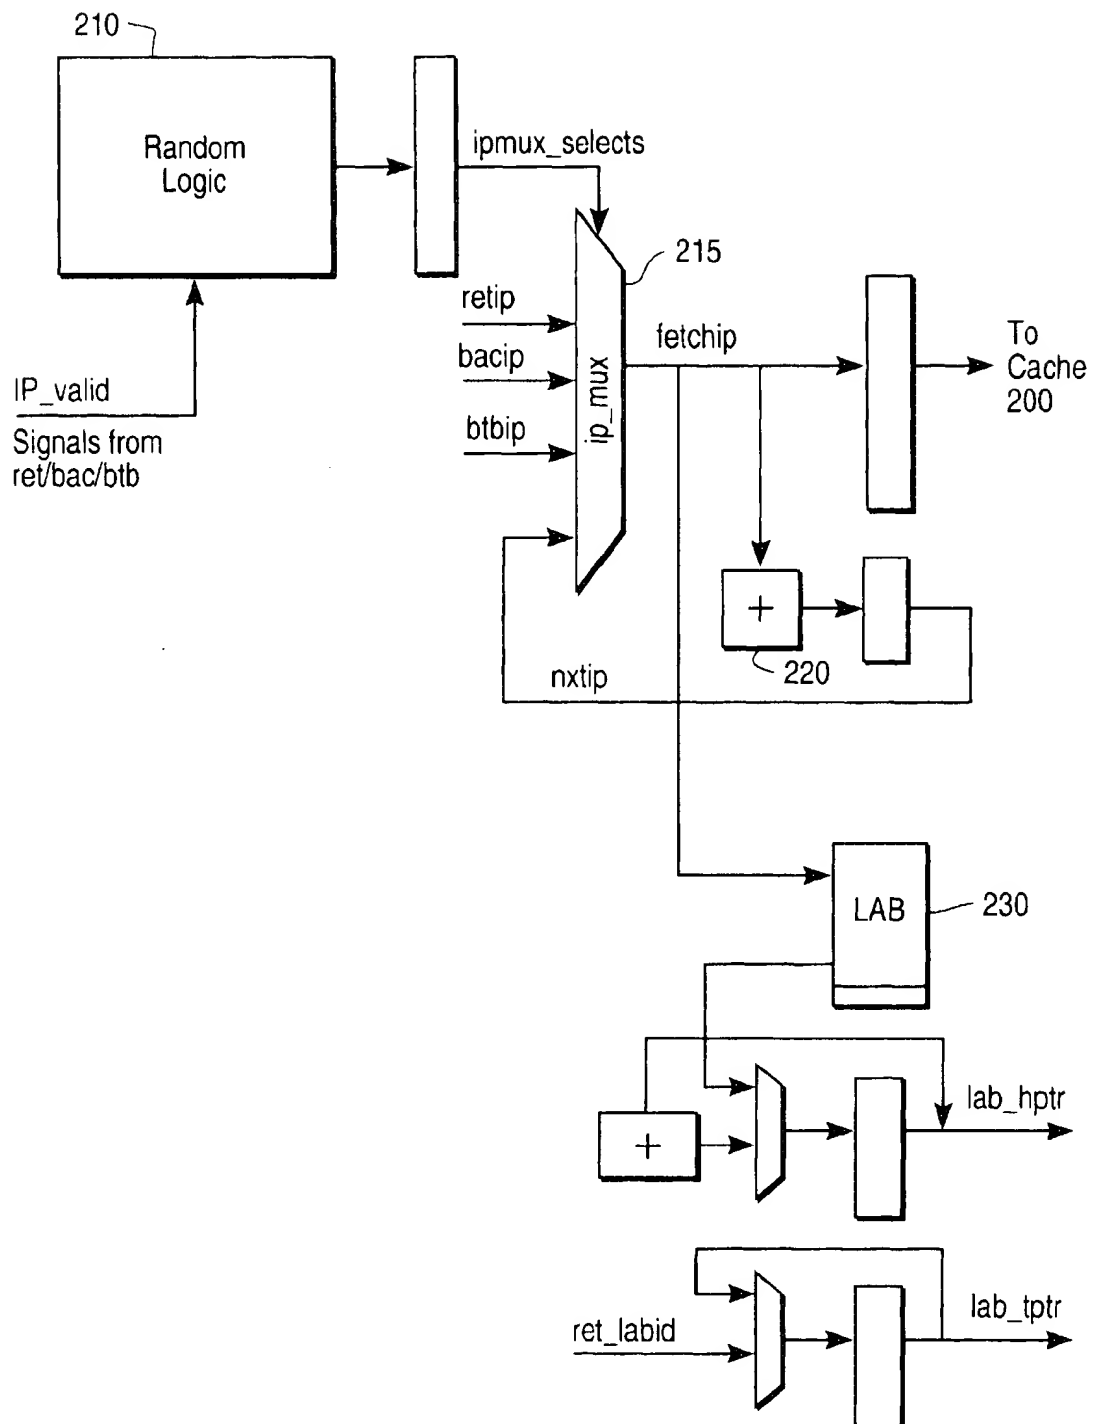 210
Random
Logic
ipmux_selects
215
retip
bacip
btbip
ip_mux
fetchip
To
Cache
200
IP_valid
Signals from
ret/bac/btb
+
220
nxtip
LAB
230
+
lab_hptr
ret_labid
lab_tptr